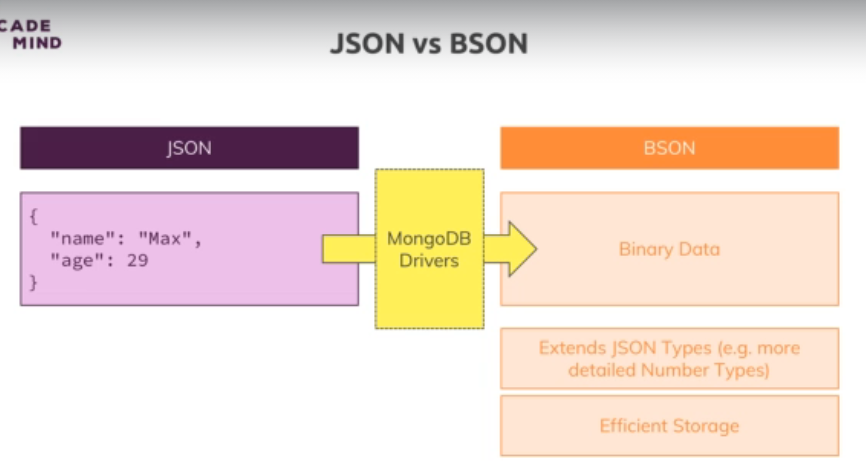 CADE
MIND
JSON vs BSON
JSON
BSON
{
"name": "Max",
"age": 29
}
MongoDB
Drivers
Binary Data
Extends JSON Types (e.g. more
detailed Number Types)
Efficient Storage